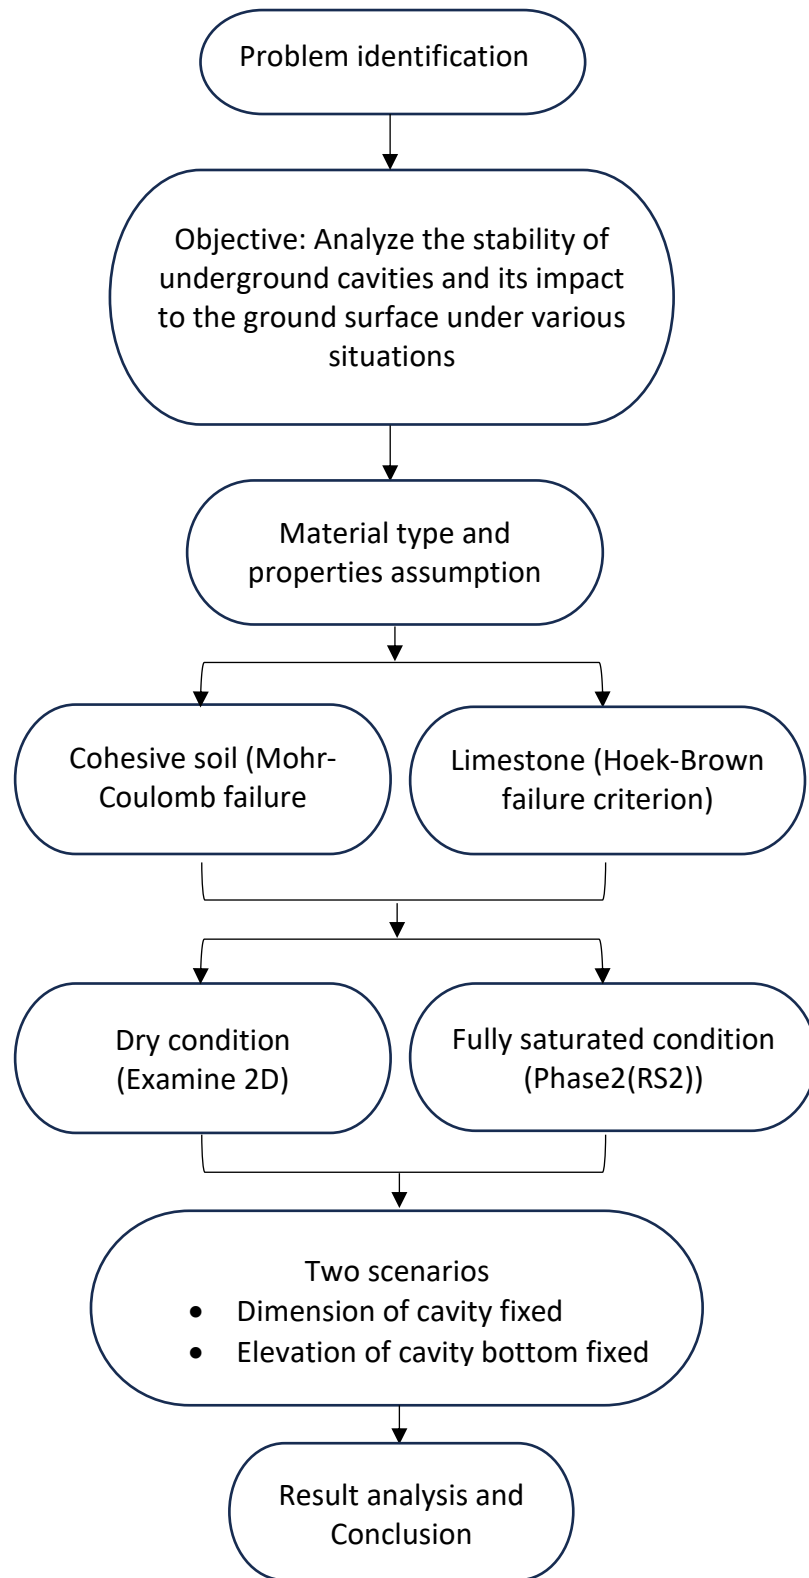 Problem identification
Objective: Analyze the stability of
underground cavities and its impact
to the ground surface under various
situations
Material type and
properties assumption
Cohesive soil (Mohr-
Coulomb failure
Limestone (Hoek-Brown
failure criterion)
Dry condition
(Examine 2D)
Fully saturated condition
(Phase2(RS2))
Two scenarios
• Dimension of cavity fixed
• Elevation of cavity bottom fixed
Result analysis and
Conclusion